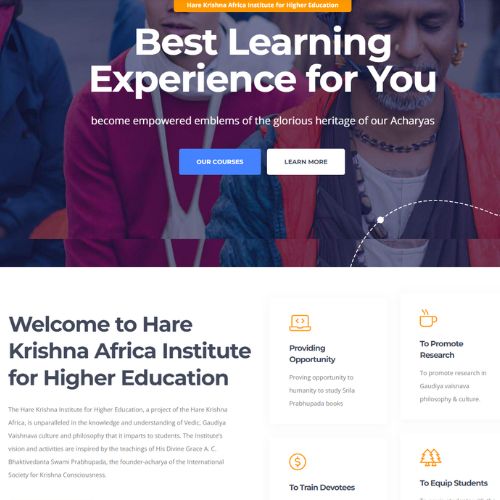 Hare Krishna Africa Institute for Higher Education
Best Learning
Experience for You
become empowered emblems of the glorious heritage of our Acharyas
OUR COURSES
LEARN MORE
Welcome to Hare
Krishna Africa Institute
for Higher Education
The Hare Krishna Institute for Higher Education, a project of the Hare Krishna
Africa, is unparalleled in the knowledge and understanding of Vedic, Gaudiya
Vaishnava culture and philosophy that it imparts to students. The Institute's
vision and activities are inspired by the teachings of His Divine Grace A. C.
Bhaktivedanta Swami Prabhupada, the founder-acharya of the International
Society for Krishna Consciousness.
Providing
Opportunity
Proving opportunity to
humanity to study Srila
Prabhupada books
To Promote
Research
To promote research in
Gaudiya vaisnava
philosophy & culture.
To Train Devotees
To Equip Students